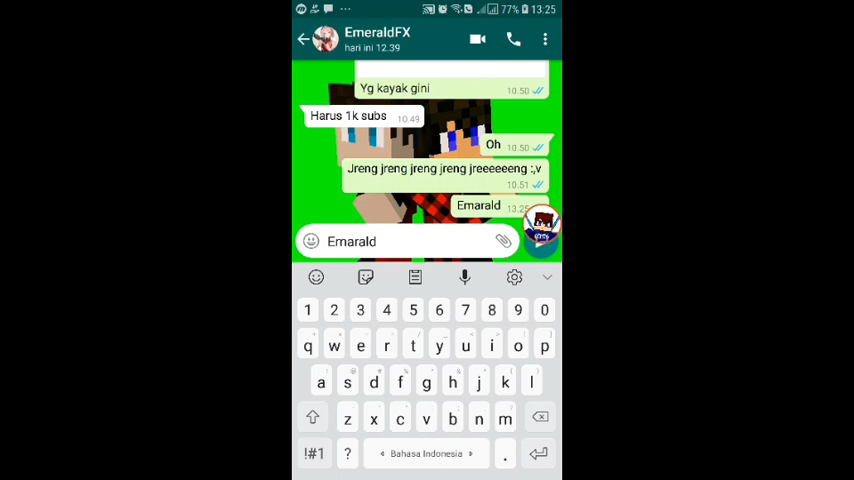 77% 13:25
EmeraldFX
hari ini 12.39
Yg kayak gini
10.50
Harus 1k subs
10.49
Oh
10.50
Jreng jreng jreng jreng jreeeeeeng :,v
10.51
Emarald
13.25
Emarald
1 2 3 4 5 6 7 8 9 0
q w e r t y u i o p
a s d f g h j k l
z x c v b n m
!#1 ? Bahasa Indonesia .